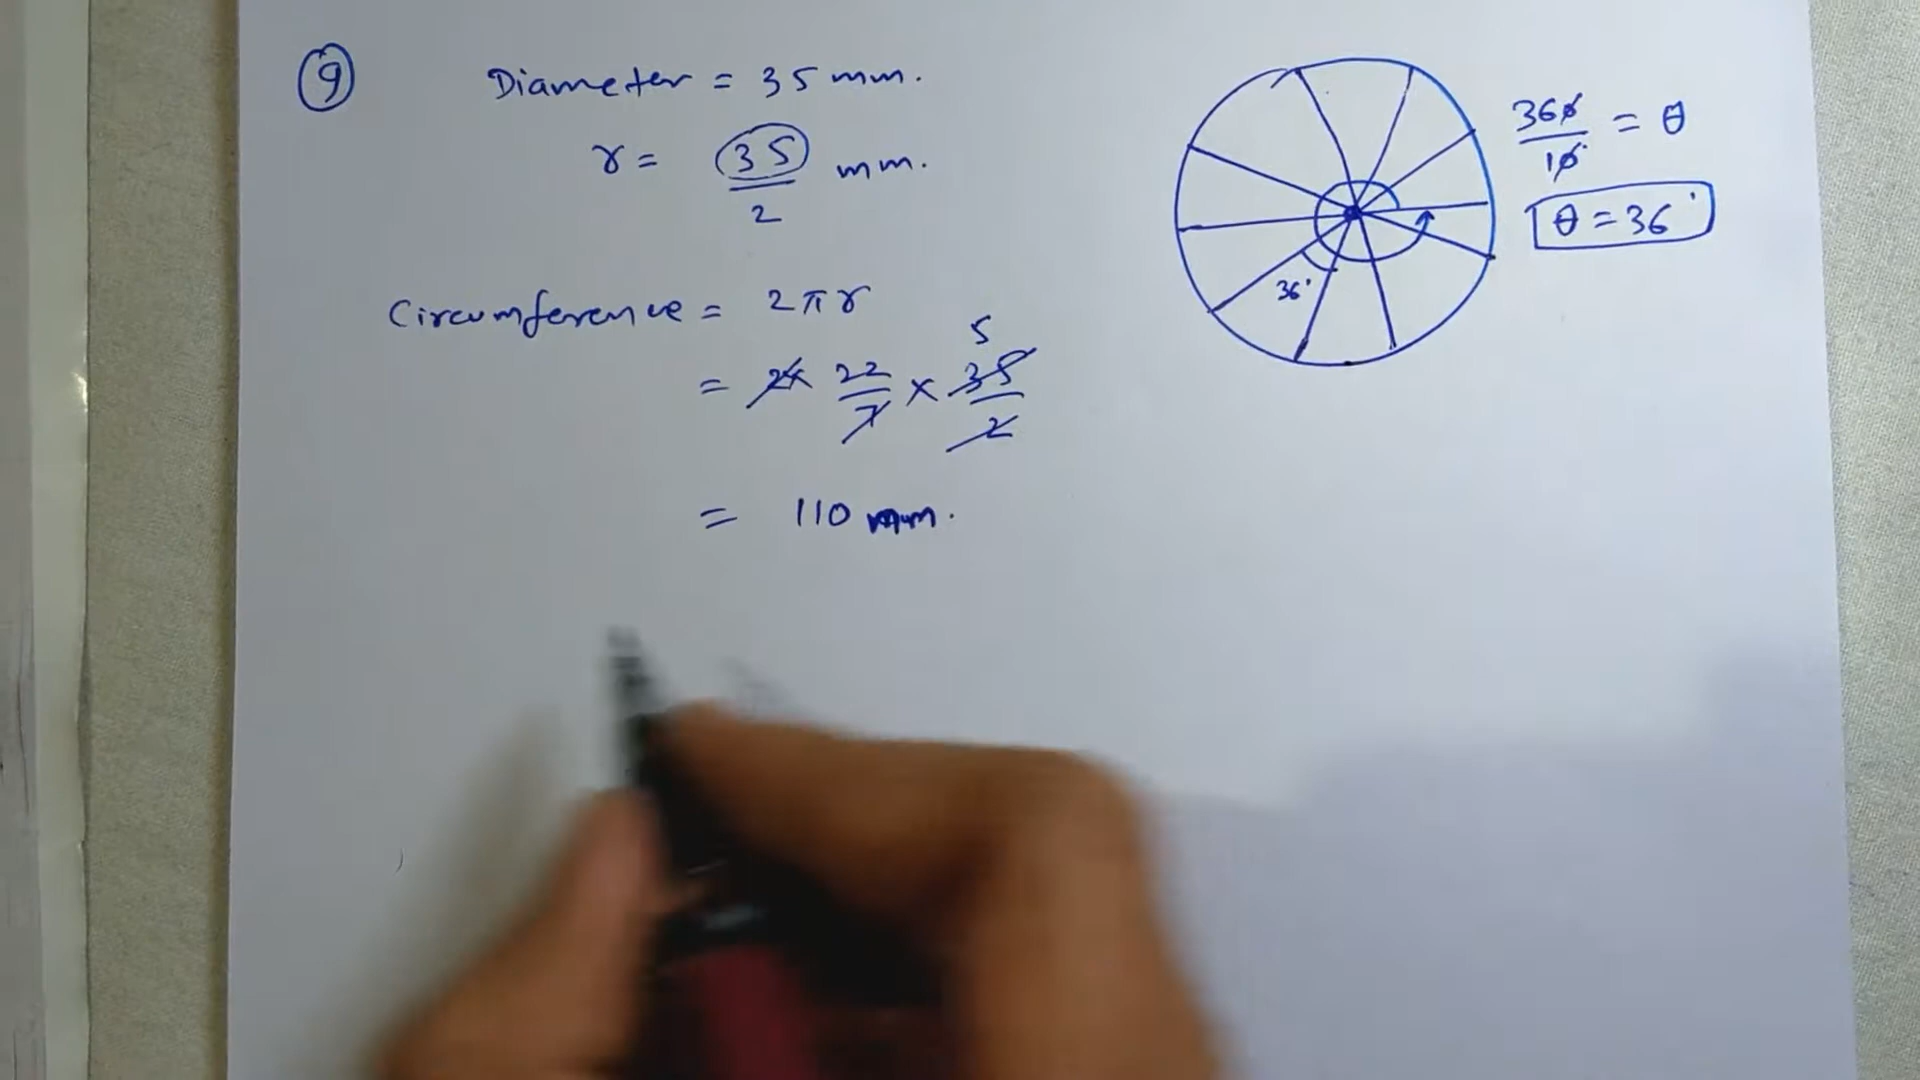 9
Diameter = 35 mm.
r = 35/2 mm.
Circumference = 2πr
= 2 × 22/7 × 35/2
5
= 110 mm.
360/10 = θ
θ = 36°
36°